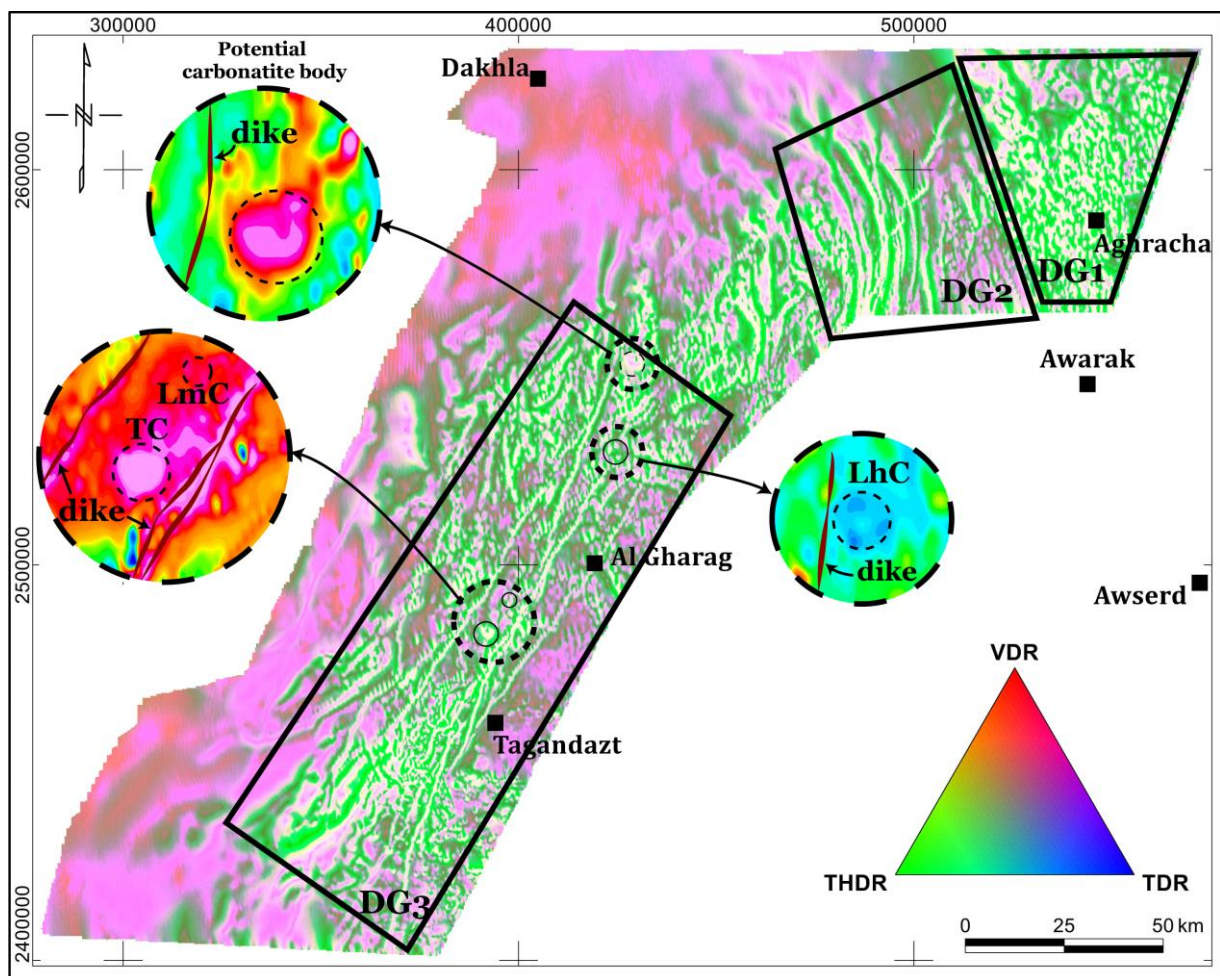 300000
400000
500000
Potential
carbonatite body
Dakhla
N
dike
2600000
Aghracha
DG1
DG2
Awarak
LmC
TC
dike
LhC
dike
Al Gharag
2500000
Awserd
VDR
Tagandazt
THDR
TDR
DG3
0 25 50 km
2400000